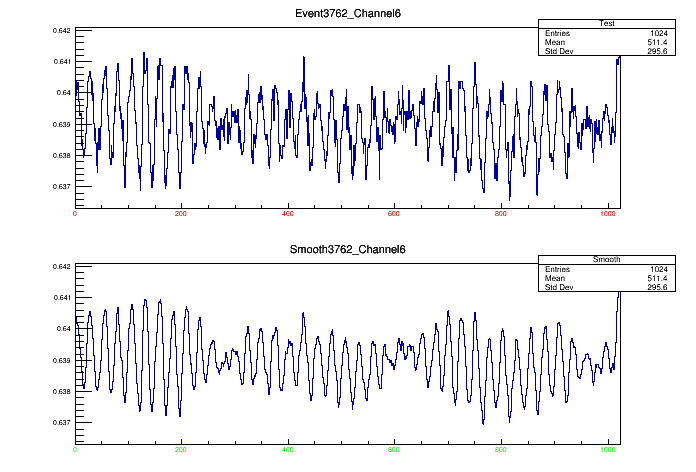 Event3762_Channel6
Test
Entries 1024
Mean 511.4
Std Dev 295.6
0.642
0.641
0.64
0.639
0.638
0.637
0 200 400 600 800 1000
Smooth3762_Channel6
Smooth
Entries 1024
Mean 511.4
Std Dev 295.6
0.642
0.641
0.64
0.639
0.638
0.637
0 200 400 600 800 1000